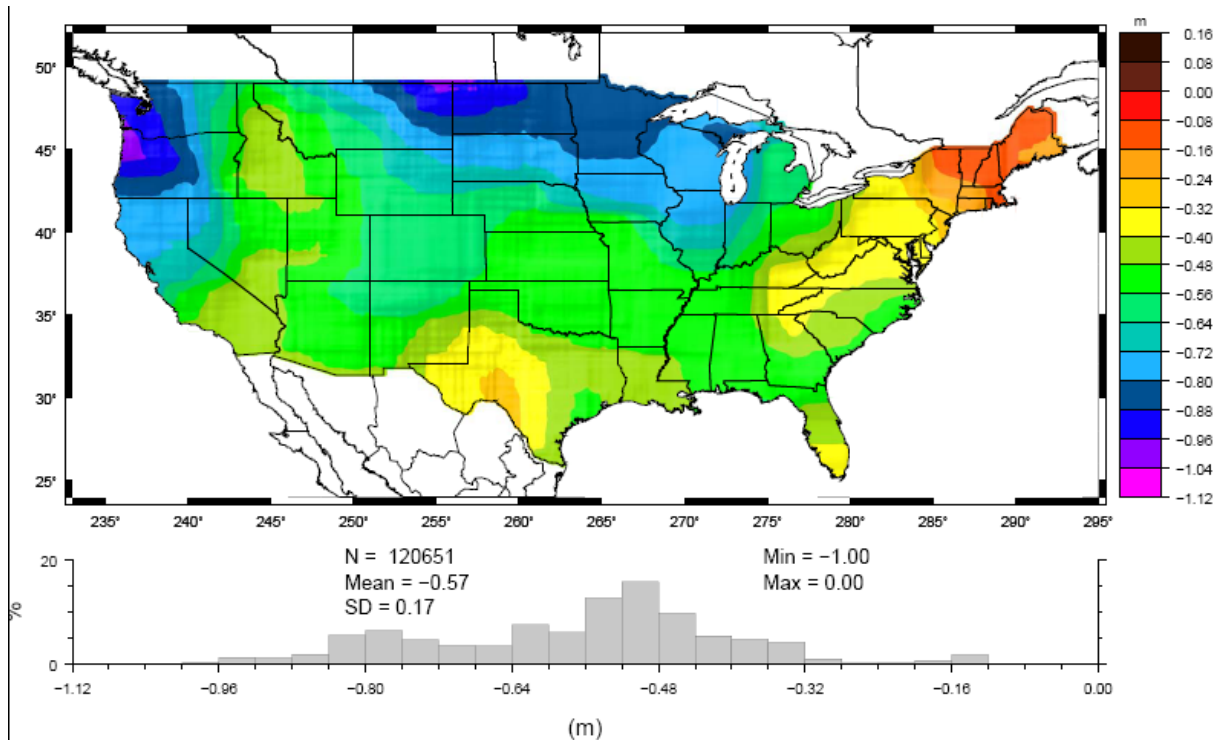 m
0.16
0.08
0.00
−0.08
−0.16
−0.24
−0.32
−0.40
−0.48
−0.56
−0.64
−0.72
−0.80
−0.88
−0.96
−1.04
−1.12
50°
45°
40°
35°
30°
25°
235° 240° 245° 250° 255° 260° 265° 270° 275° 280° 285° 290° 295°
N = 120651
Mean = −0.57
SD = 0.17
Min = −1.00
Max = 0.00
20
%
0
−1.12 −0.96 −0.80 −0.64 −0.48 −0.32 −0.16 0.00
(m)